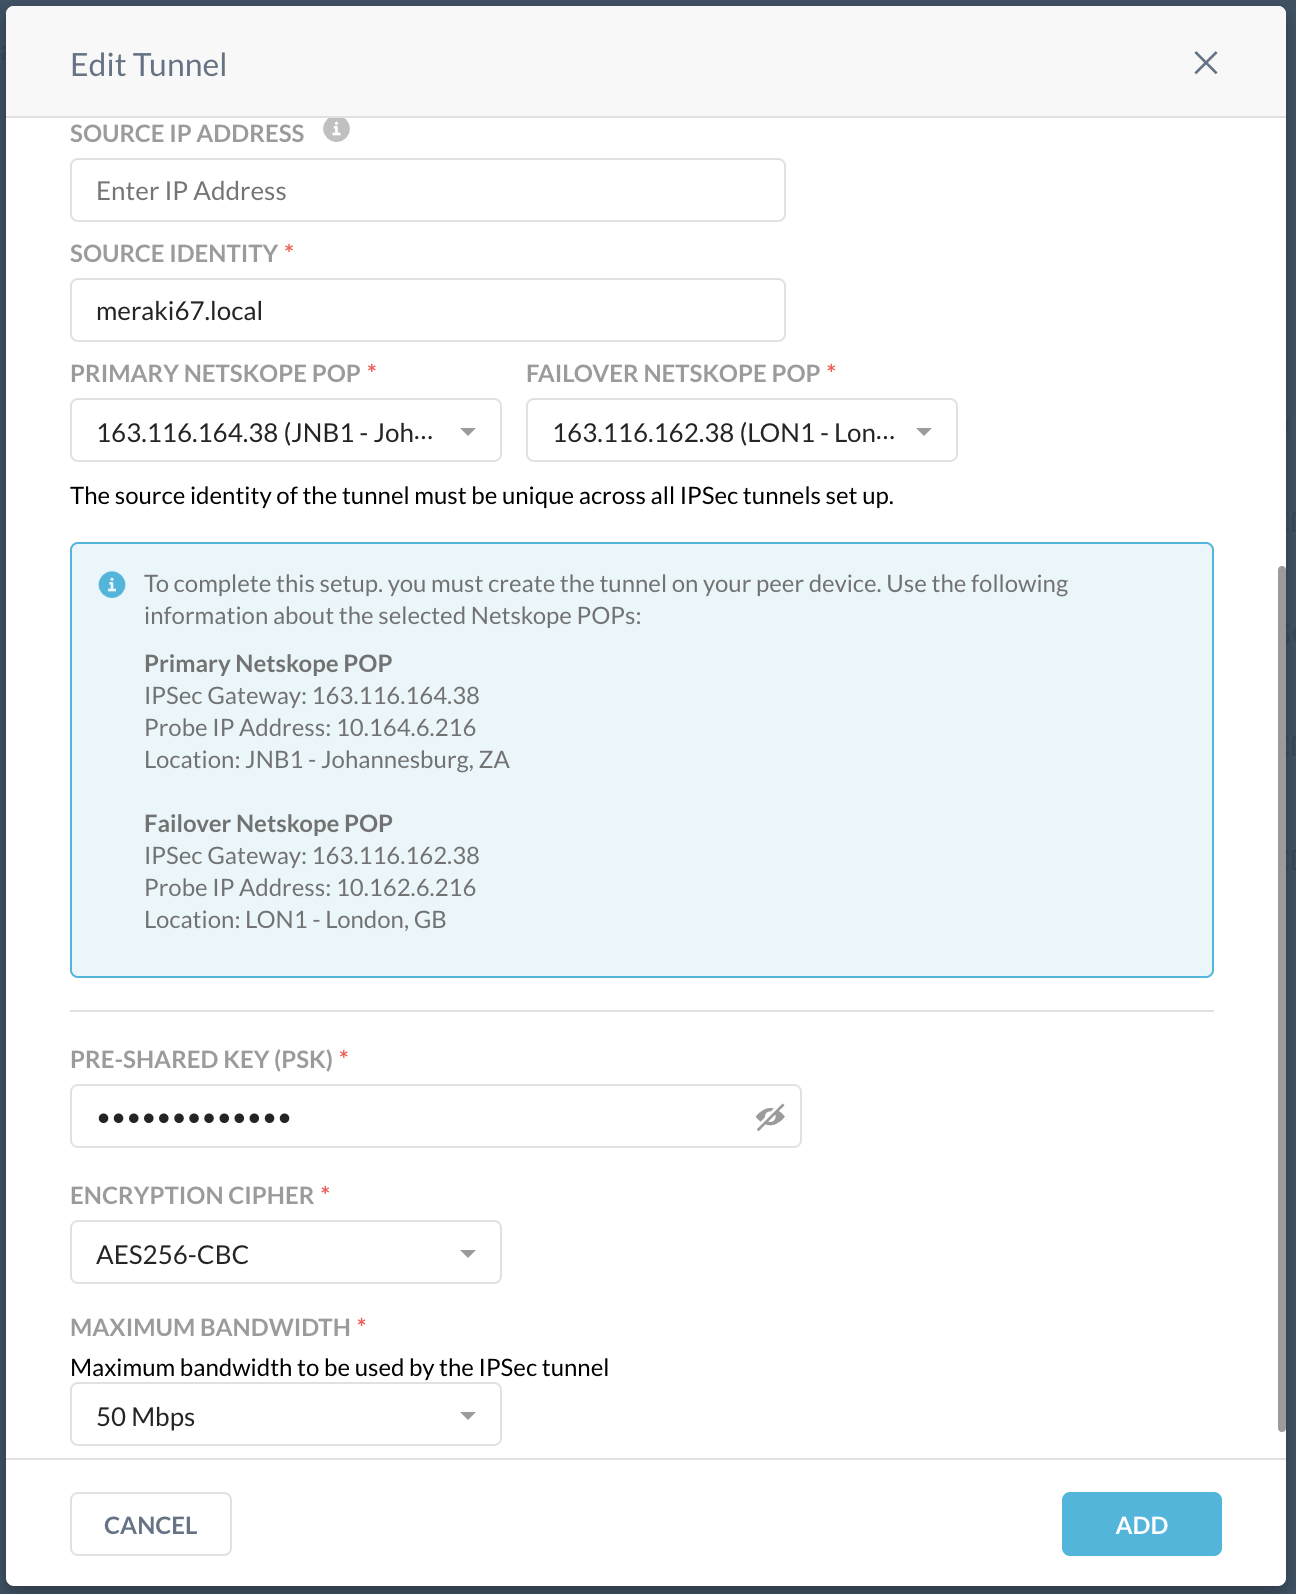 Edit Tunnel
SOURCE IP ADDRESS
Enter IP Address
SOURCE IDENTITY *
meraki67.local
PRIMARY NETSKOPE POP *
FAILOVER NETSKOPE POP *
163.116.164.38 (JNB1 - Joh...
163.116.162.38 (LON1 - Lon...
The source identity of the tunnel must be unique across all IPSec tunnels set up.
To complete this setup. you must create the tunnel on your peer device. Use the following
information about the selected Netskope POPs:
Primary Netskope POP
IPSec Gateway: 163.116.164.38
Probe IP Address: 10.164.6.216
Location: JNB1 - Johannesburg, ZA
Failover Netskope POP
IPSec Gateway: 163.116.162.38
Probe IP Address: 10.162.6.216
Location: LON1 - London, GB
PRE-SHARED KEY (PSK) *
•••••••••••••
ENCRYPTION CIPHER *
AES256-CBC
MAXIMUM BANDWIDTH *
Maximum bandwidth to be used by the IPSec tunnel
50 Mbps
CANCEL
ADD